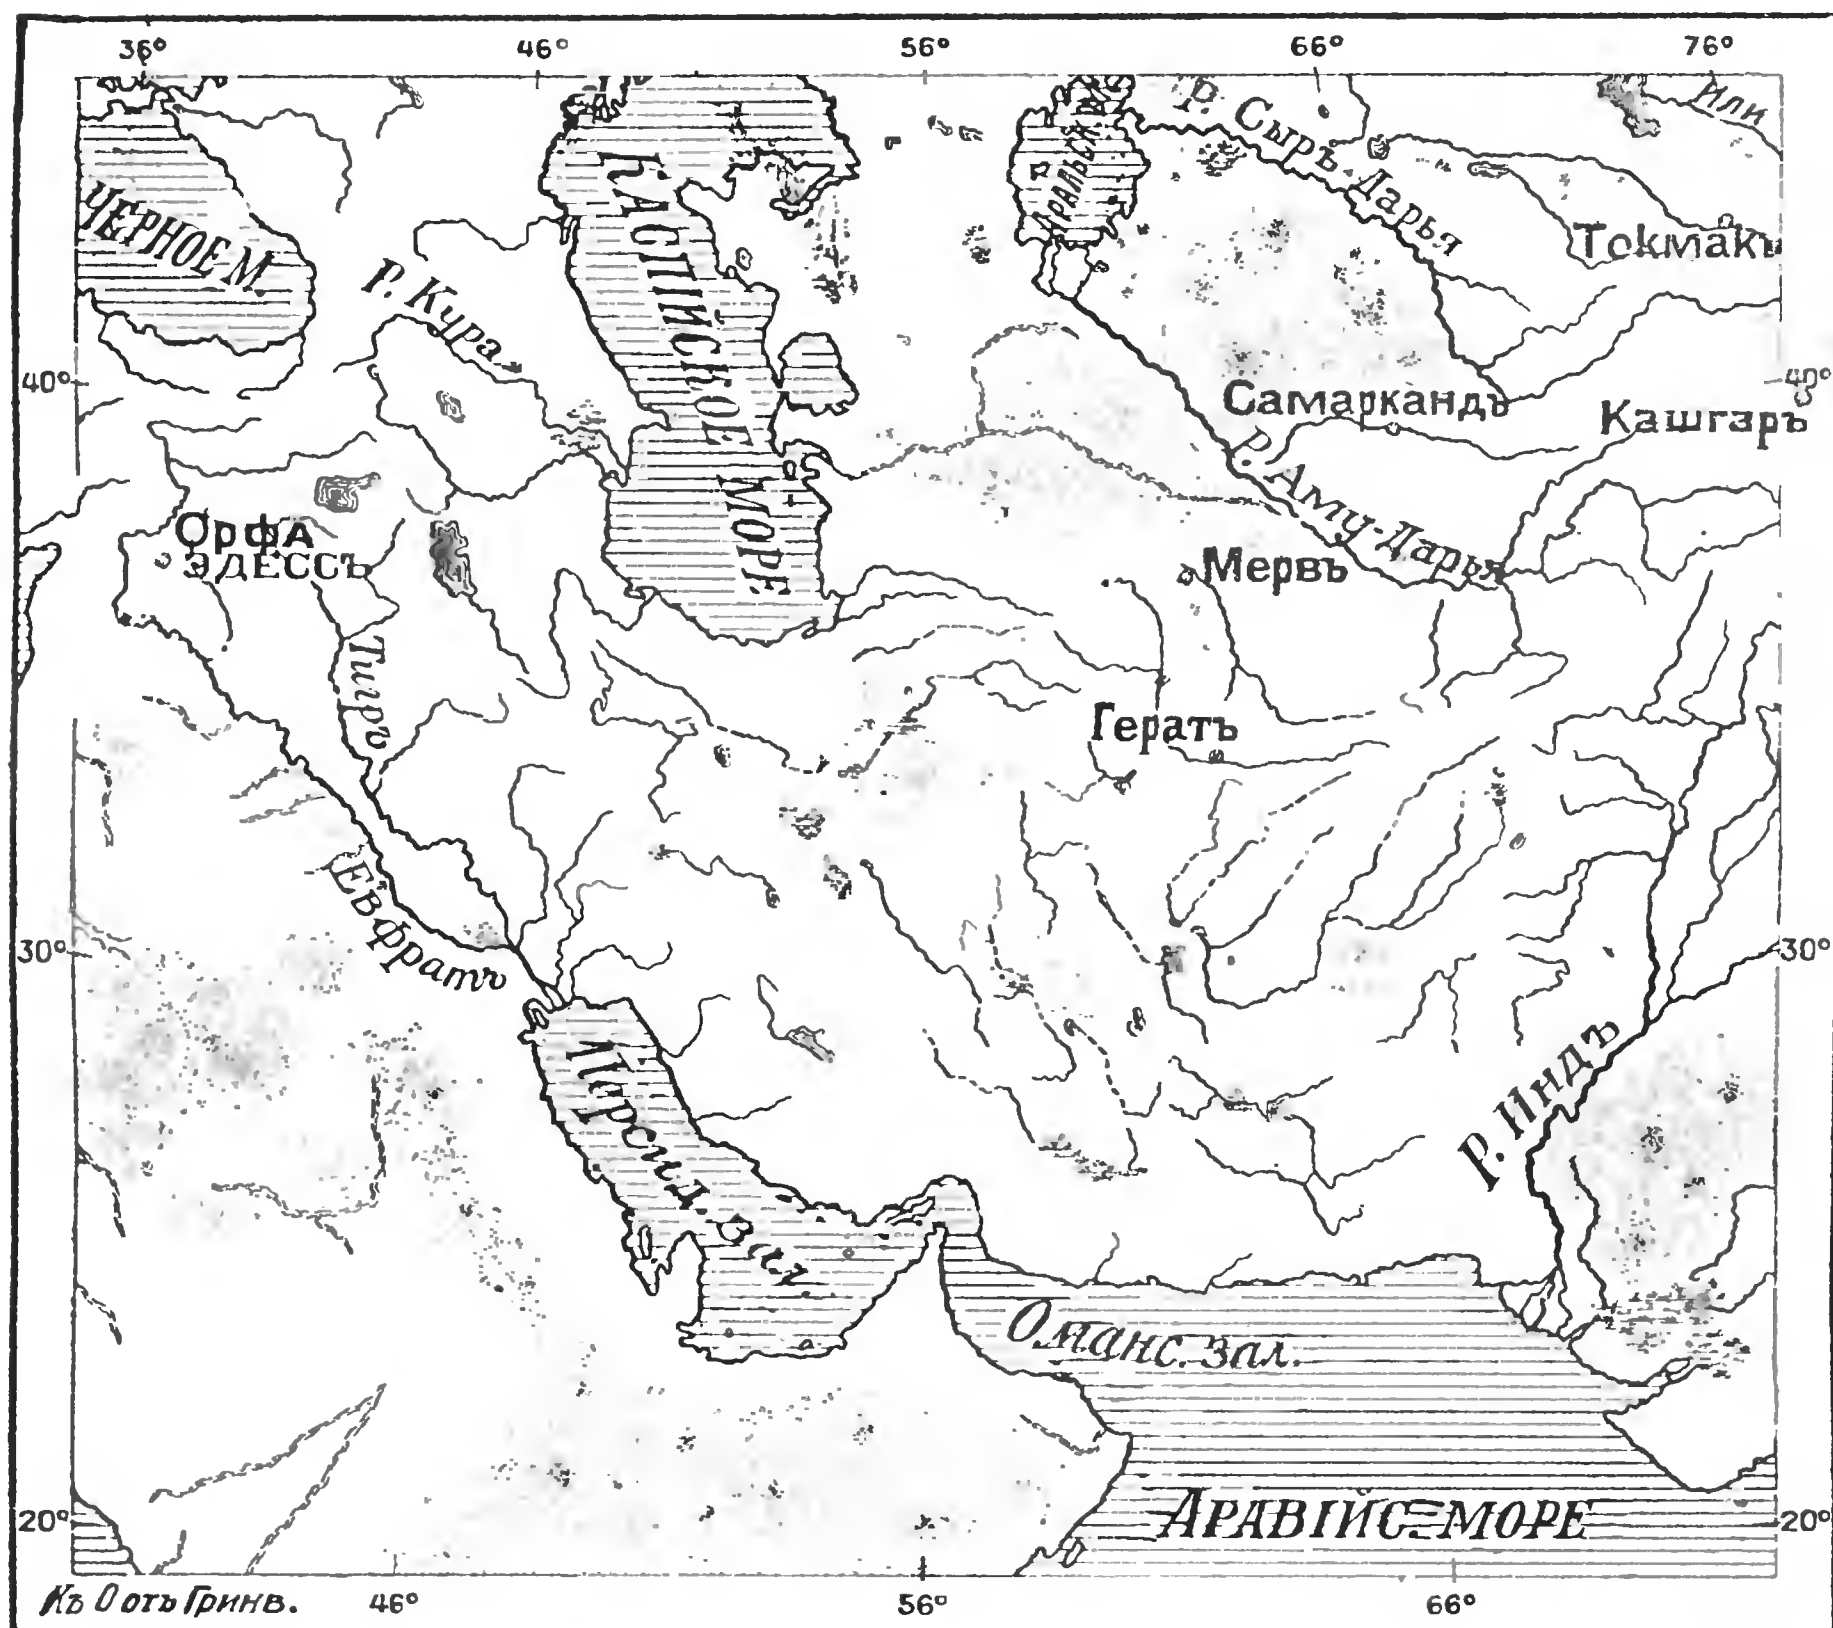 36° 46° 56° 66° 76°
Р. Сыръ-Дарья
Или
Аральск.
КАСПІЙСКОЕ МОРЕ
ЧЕРНОЕ М.
Токмакъ
Р. Кура
40° 40°
Самаркандъ
Кашгаръ
Р. Аму-Дарья
Орфа
ЭДЕССЪ
Мервъ
Тигръ
Гератъ
Евфратъ
30° 30°
Р. Индъ
Персид. Зал.
Оманс. зал.
20° АРАВІЙС. МОРЕ 20°
Къ О отъ Гринв. 46° 56° 66°